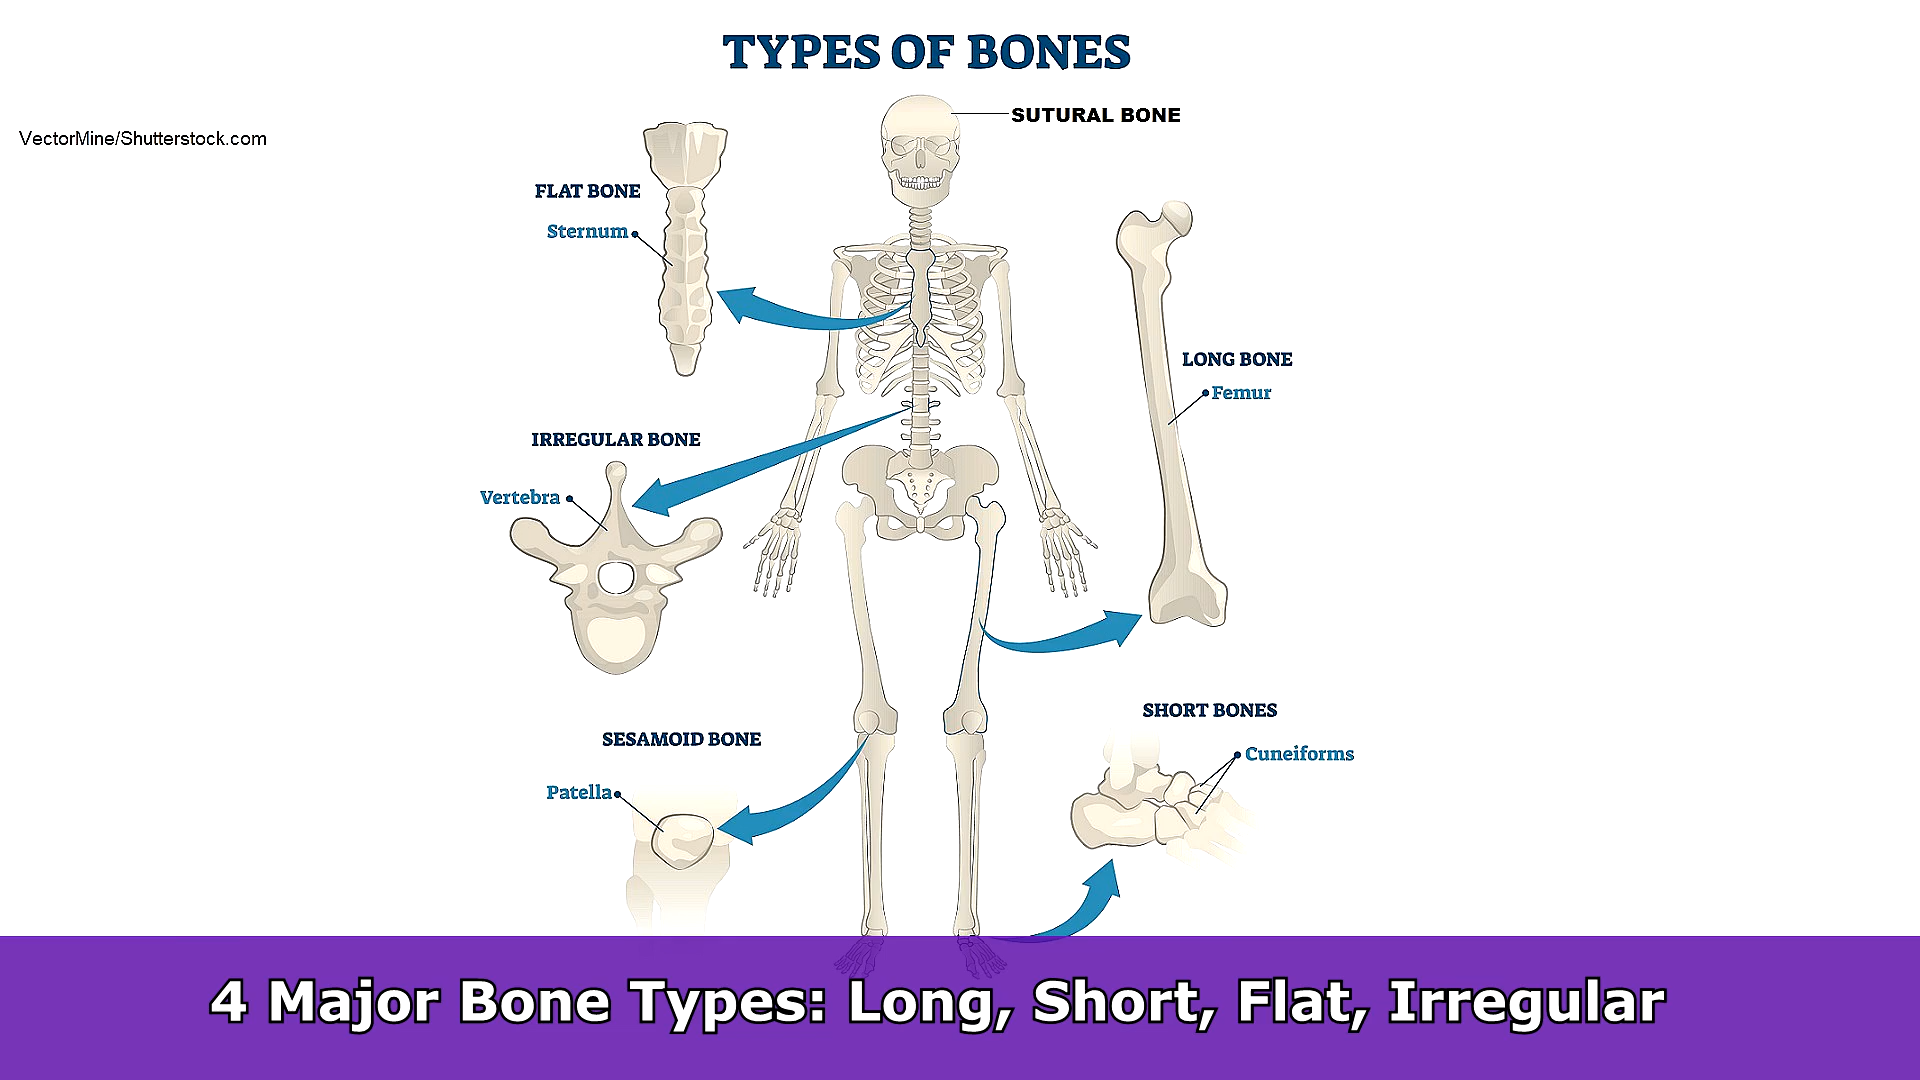 TYPES OF BONES
SUTURAL BONE
VectorMine/Shutterstock.com
FLAT BONE
Sternum
LONG BONE
Femur
IRREGULAR BONE
Vertebra
SHORT BONES
Cuneiforms
SESAMOID BONE
Patella
4 Major Bone Types: Long, Short, Flat, Irregular